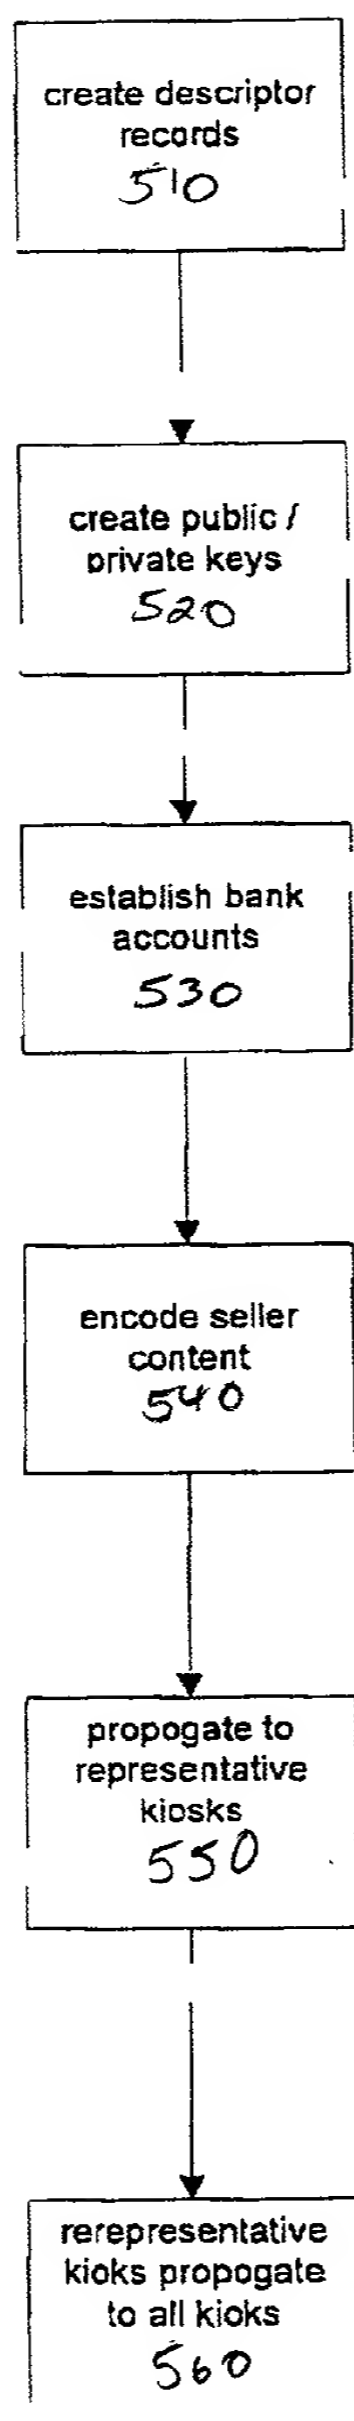 create descriptor
records
510
create public /
private keys
520
establish bank
accounts
530
encode seller
content
540
propogate to
representative
kiosks
550
rerepresentative
kioks propogate
to all kioks
560